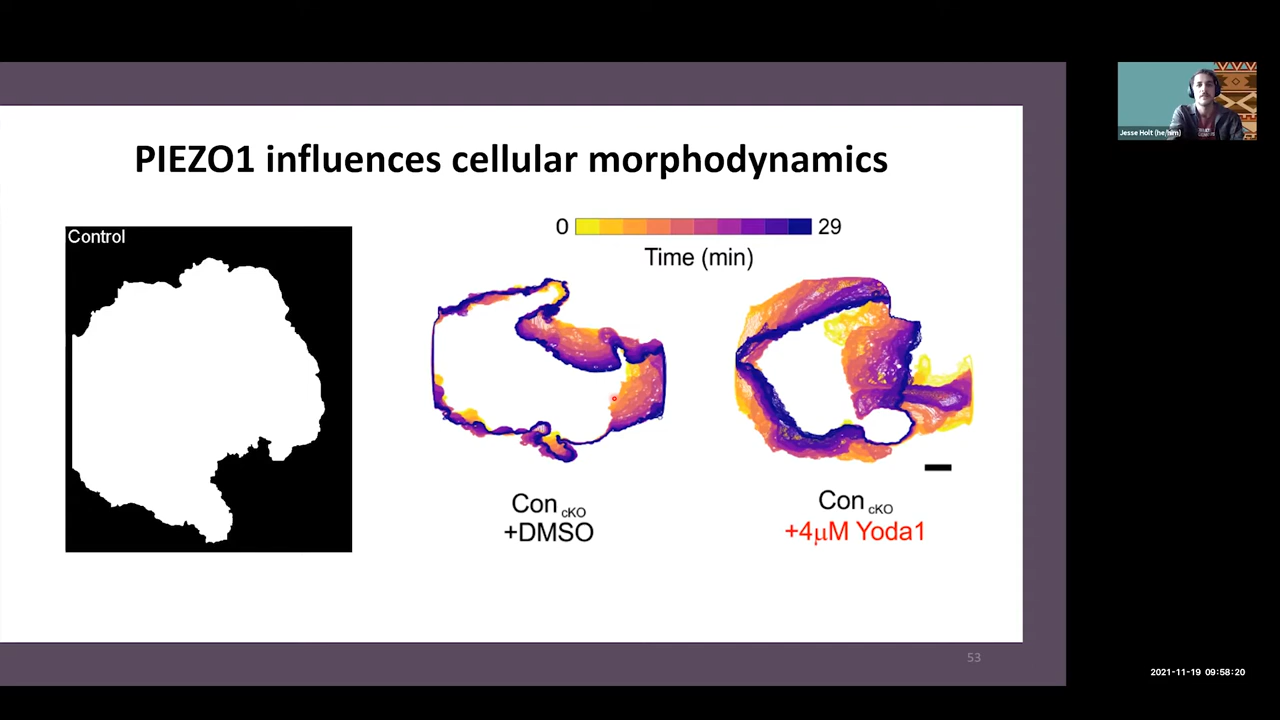 PIEZO1 influences cellular morphodynamics
Control
0
29
Time (min)
Con cKO
+DMSO
Con cKO
+4μM Yoda1
53
Jesse Holt (he/him)
2021-11-19 09:58:20